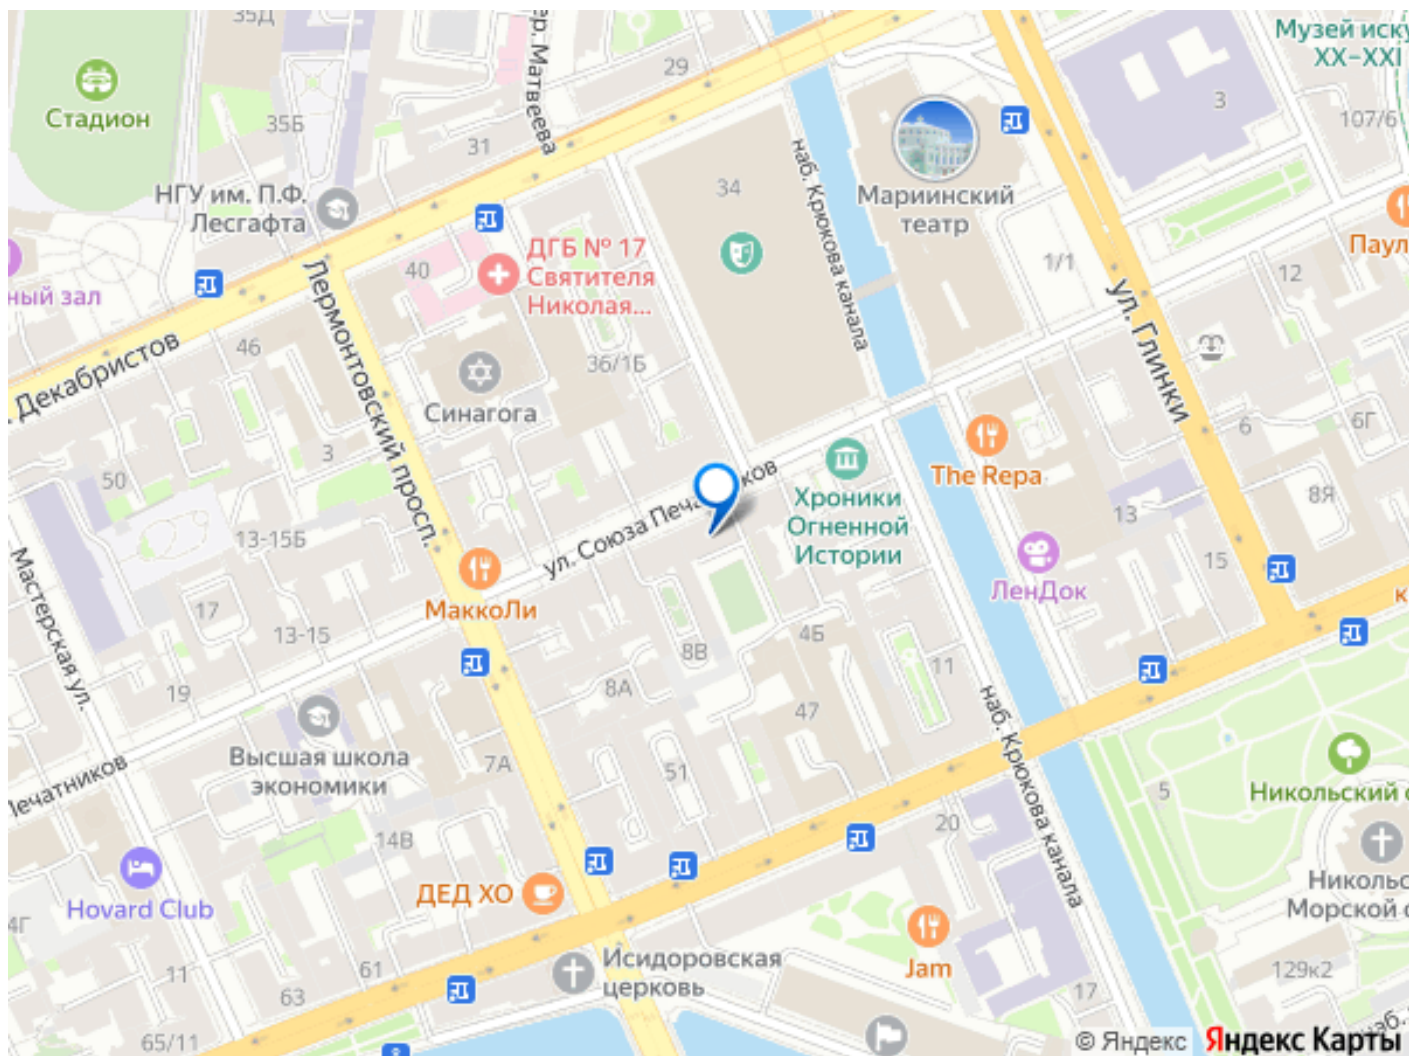 35Д
пер. Матвеева
29
Музей иску
XX–XXI
Стадион
35Б
31
3
107/6
НГУ им. П.Ф.
Лесгафта
34
наб. Крюкова канала
Мариинский
театр
ДГБ № 17
Святителя
Николая...
40
1/1
12
Паул
ный зал
Лермонтовский просп.
ул. Глинки
46
36/1Б
Декабристов
Синагога
3
6
6Г
50
The Repa
ул. Союза Печатников
Хроники
Огненной
Истории
8Я
13
13-15Б
15
ЛенДок
МаккоЛи
Мастерская ул.
17
13-15
4Б
8В
11
19
8А
47
наб. Крюкова канала
Высшая школа
экономики
7А
51
Печатников
5
Никольский с
14В
20
Hovard Club
ДЕД ХО
Никольс
Морской с
4Г
Jam
Исидоровская
церковь
11
61
63
129к2
17
65/11
наб.
© Яндекс
Яндекс Карты